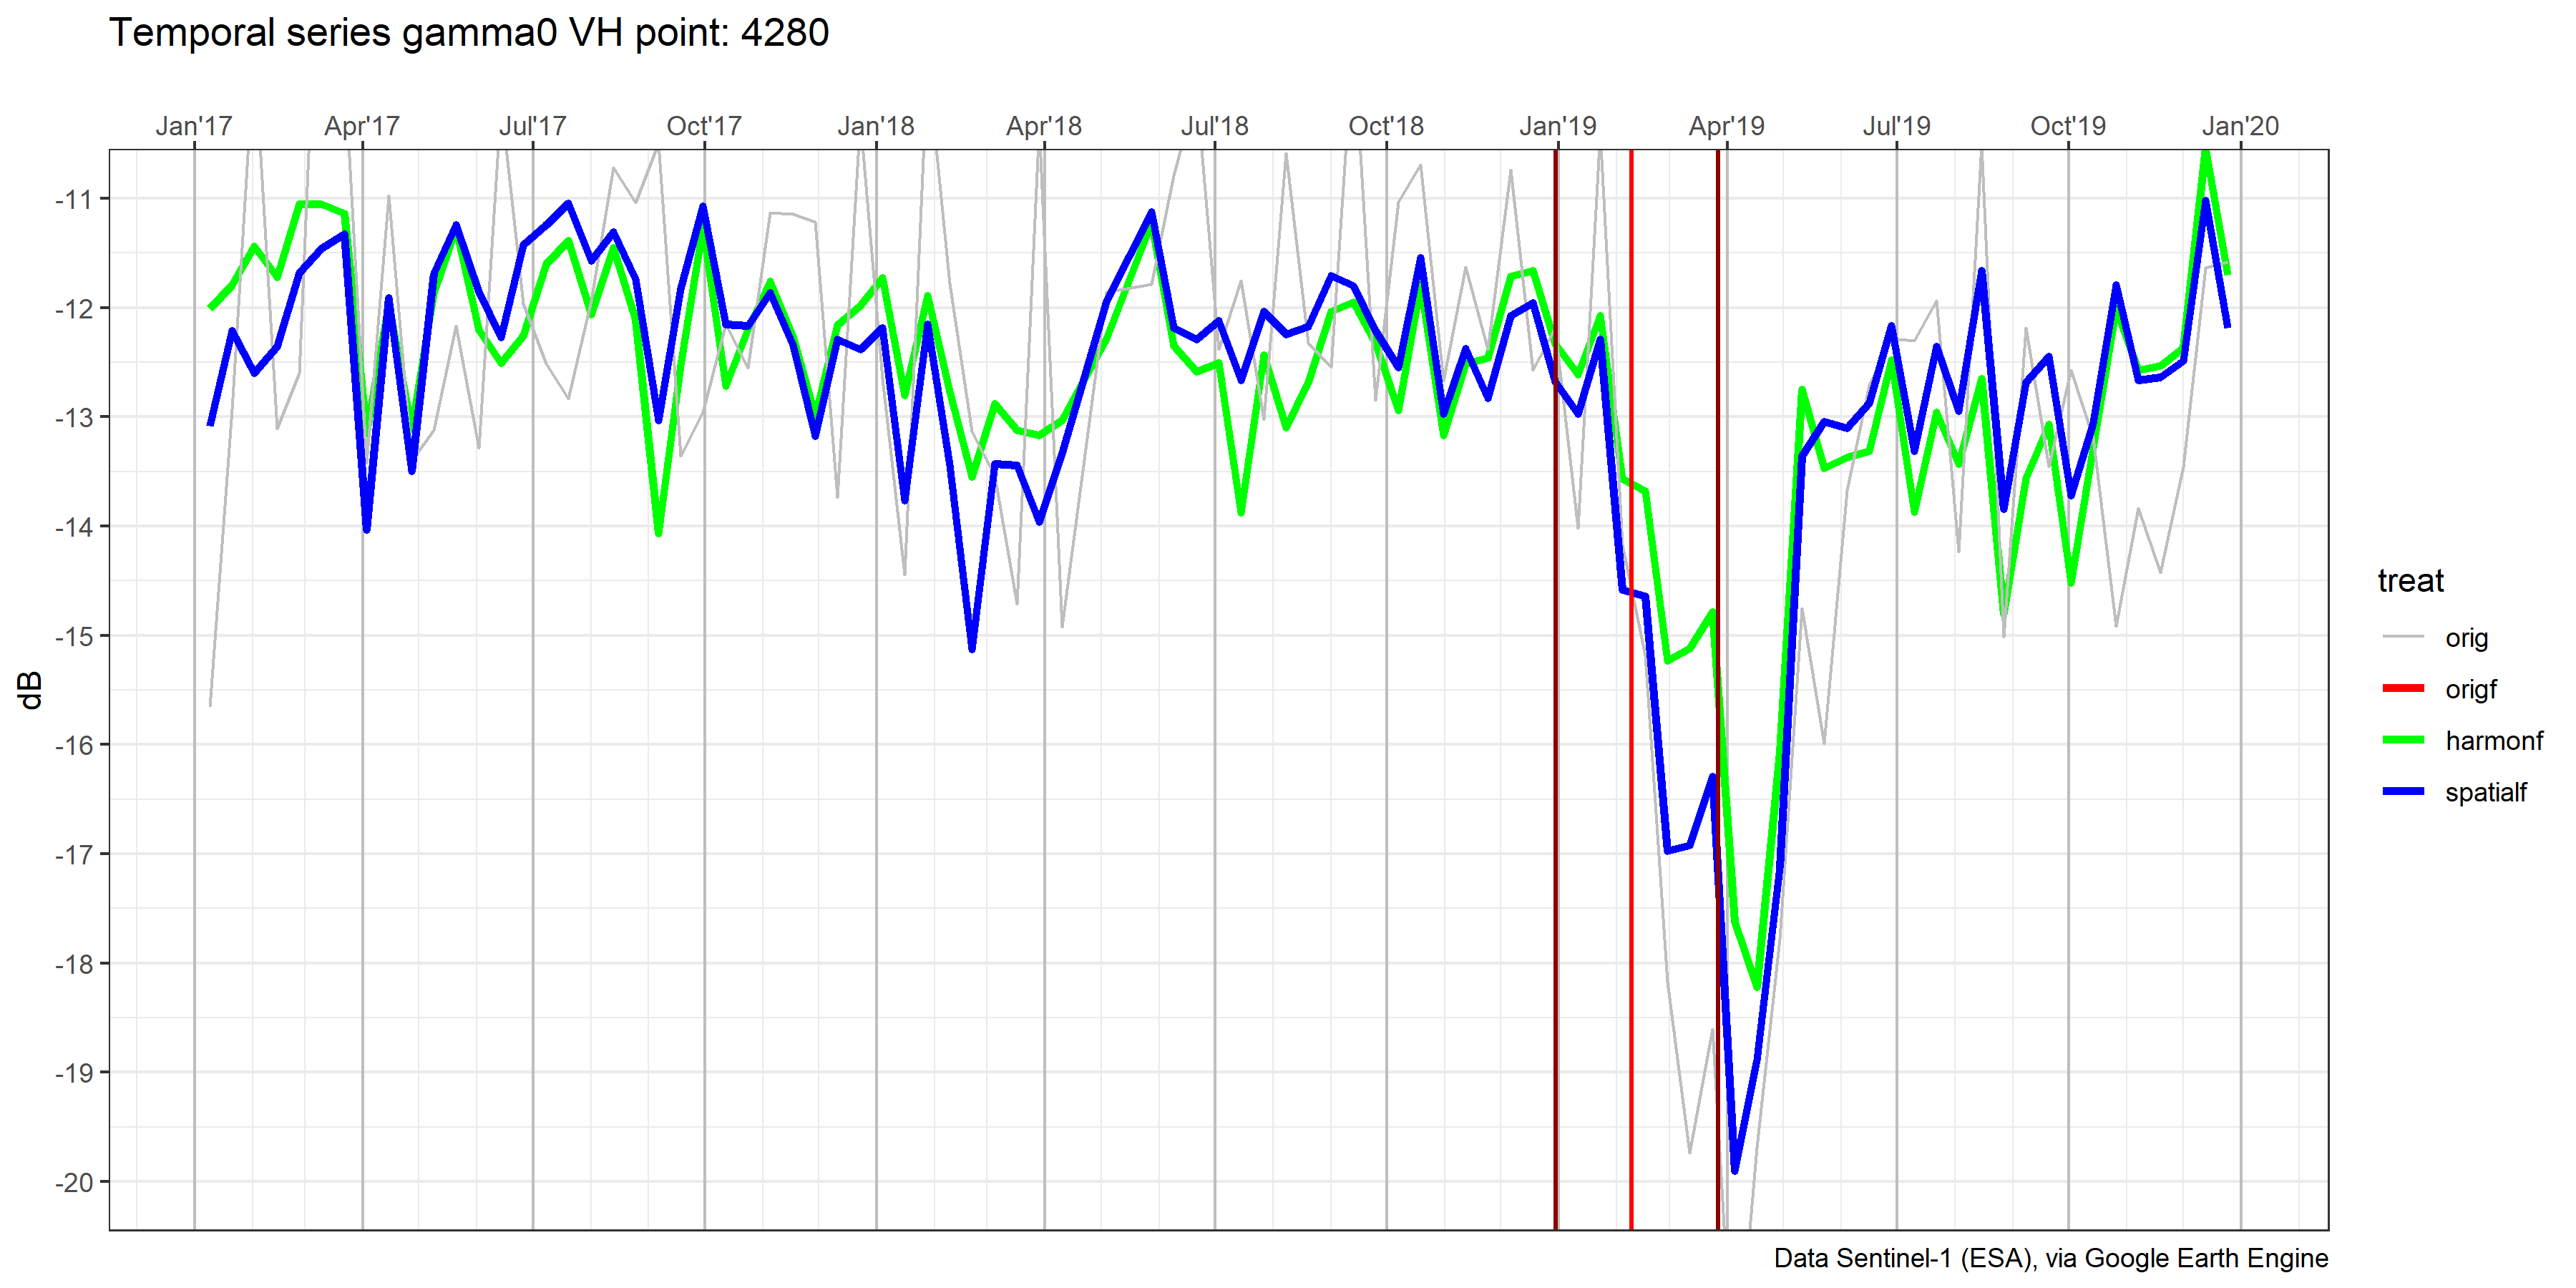 Temporal series gamma0 VH point: 4280
Jan'17 Apr'17 Jul'17 Oct'17 Jan'18 Apr'18 Jul'18 Oct'18 Jan'19 Apr'19 Jul'19 Oct'19 Jan'20
-11
-12
-13
-14
-15
-16
-17
-18
-19
-20
dB
treat
orig
origf
harmonf
spatialf
Data Sentinel-1 (ESA), via Google Earth Engine